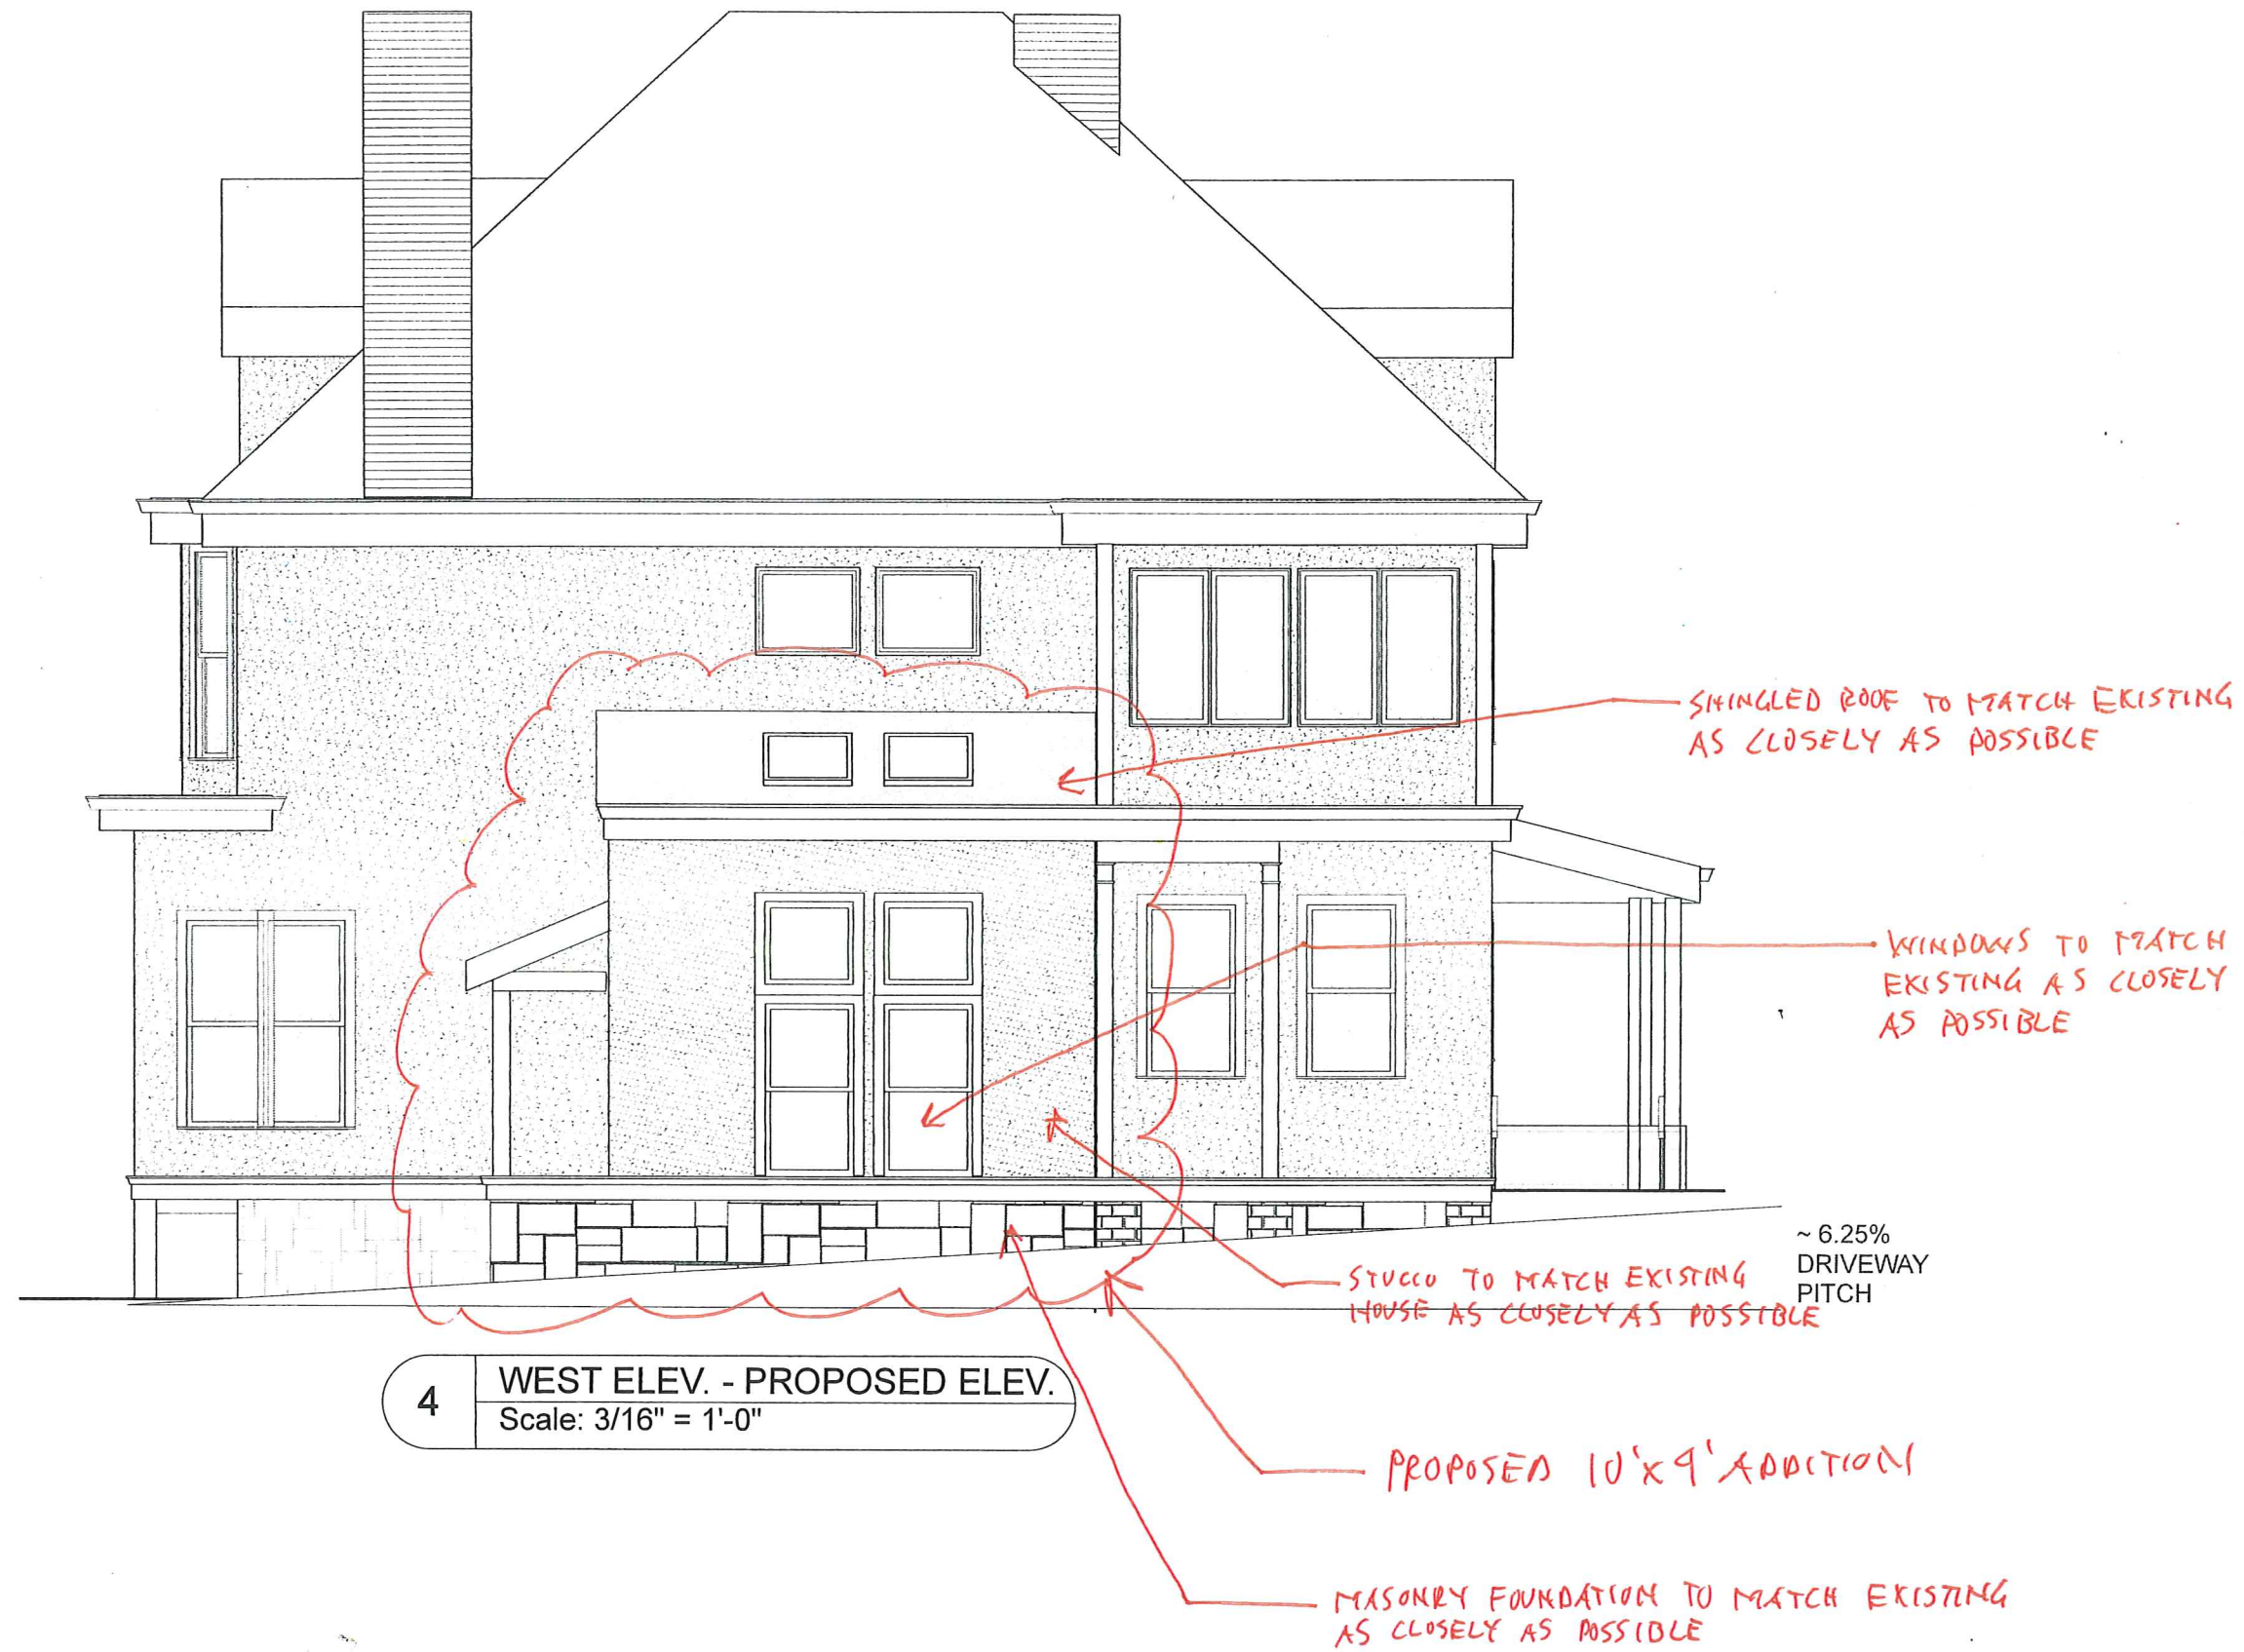 SHINGLED ROOF TO MATCH EXISTING
AS CLOSELY AS POSSIBLE
WINDOWS TO MATCH
EXISTING AS CLOSELY
AS POSSIBLE
~ 6.25%
DRIVEWAY
PITCH
STUCCO TO MATCH EXISTING
HOUSE AS CLOSELY AS POSSIBLE
4
WEST ELEV. - PROPOSED ELEV.
Scale: 3/16" = 1'-0"
PROPOSED 10'x9' ADDITION
MASONRY FOUNDATION TO MATCH EXISTING
AS CLOSELY AS POSSIBLE